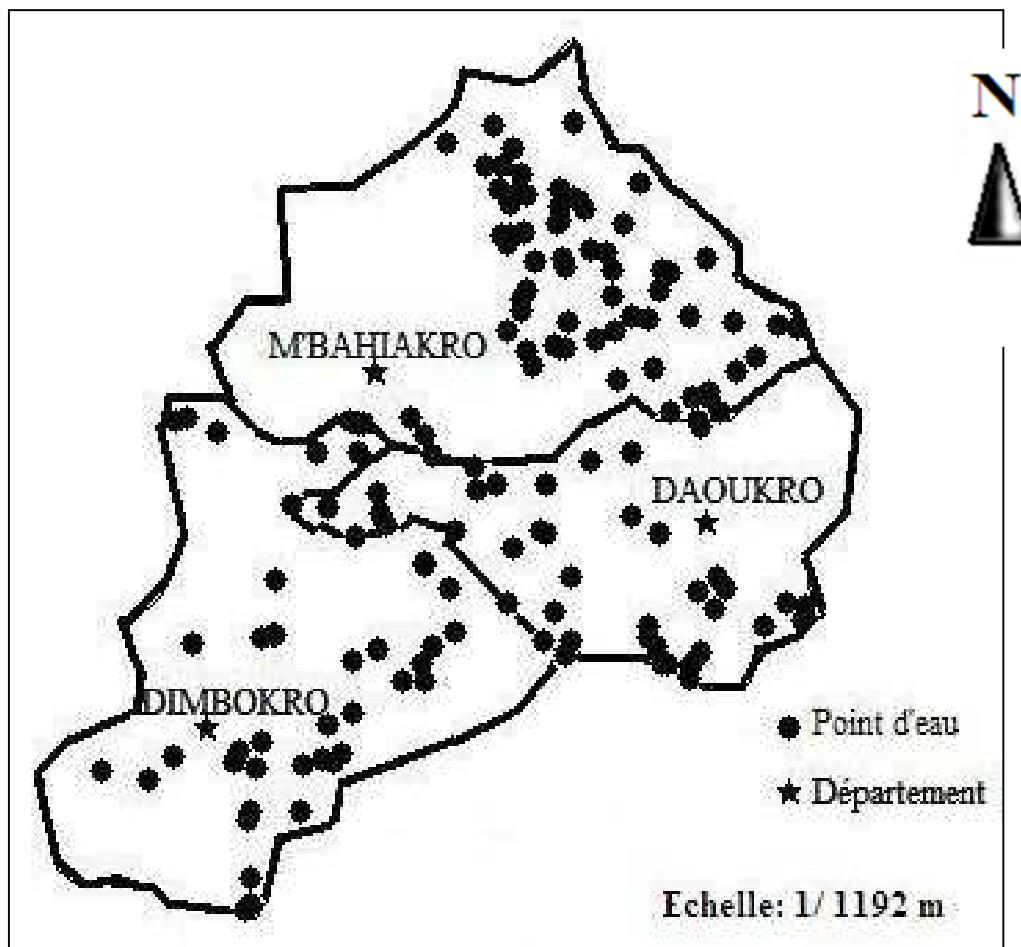 N
M'BAHIAKRO
DAOUKRO
DIMBOKRO
Point d'eau
Département
Echelle: 1/ 1192 m